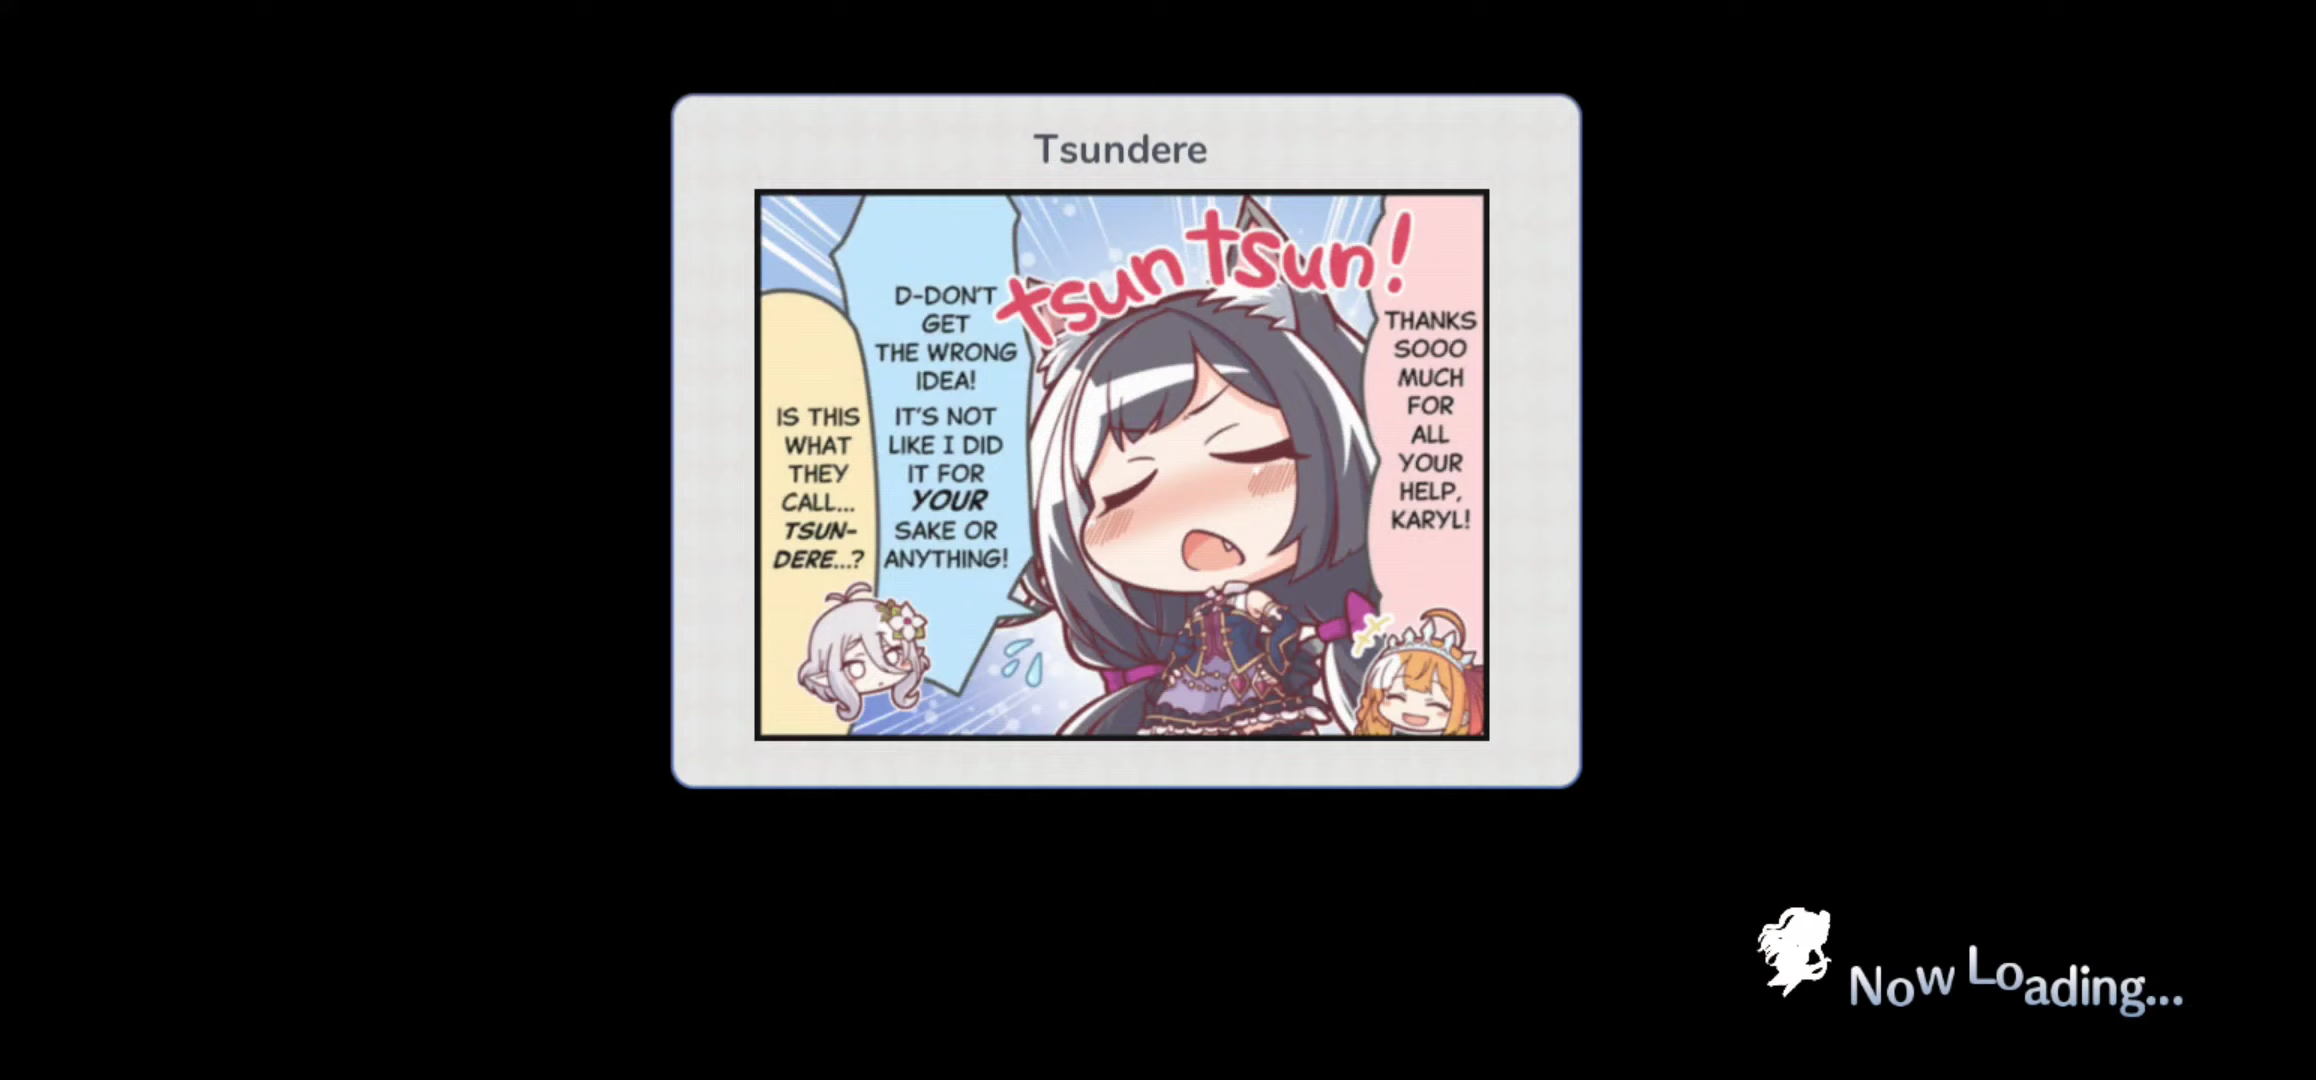 Tsundere
tsun tsun!
THANKS
SOOO
MUCH
FOR
ALL
YOUR
HELP,
KARYL!
D-DON'T
GET
THE WRONG
IDEA!
IT'S NOT
LIKE I DID
IT FOR
YOUR
SAKE OR
ANYTHING!
IS THIS
WHAT
THEY
CALL...
TSUN-
DERE...?
Now Loading...